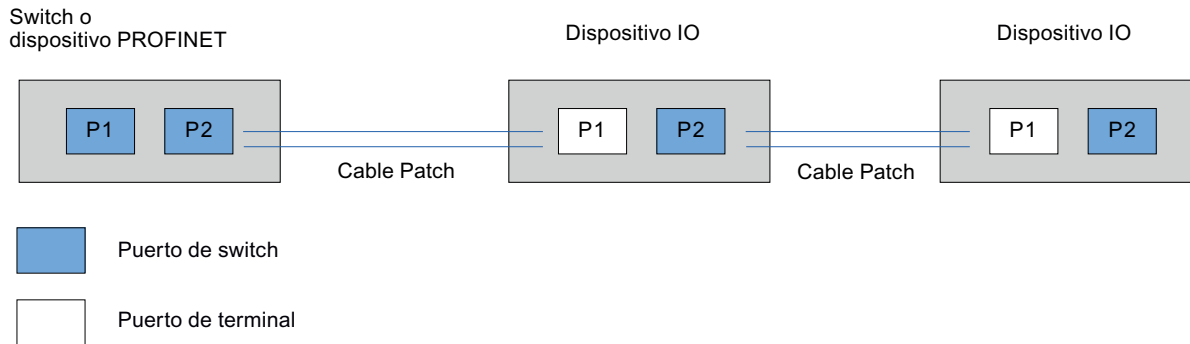 Switch o
dispositivo PROFINET
Dispositivo IO
Dispositivo IO
P1
P2
P1
P2
P1
P2
Cable Patch
Cable Patch
Puerto de switch
Puerto de terminal